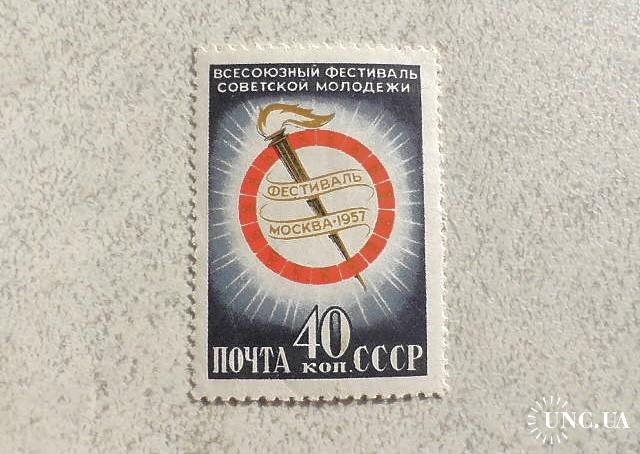 ВСЕСОЮЗНЫЙ ФЕСТИВАЛЬ
СОВЕТСКОЙ МОЛОДЕЖИ
ФЕСТИВАЛЬ
МОСКВА·1957
40
ПОЧТА КОП. СССР
UNC.UA